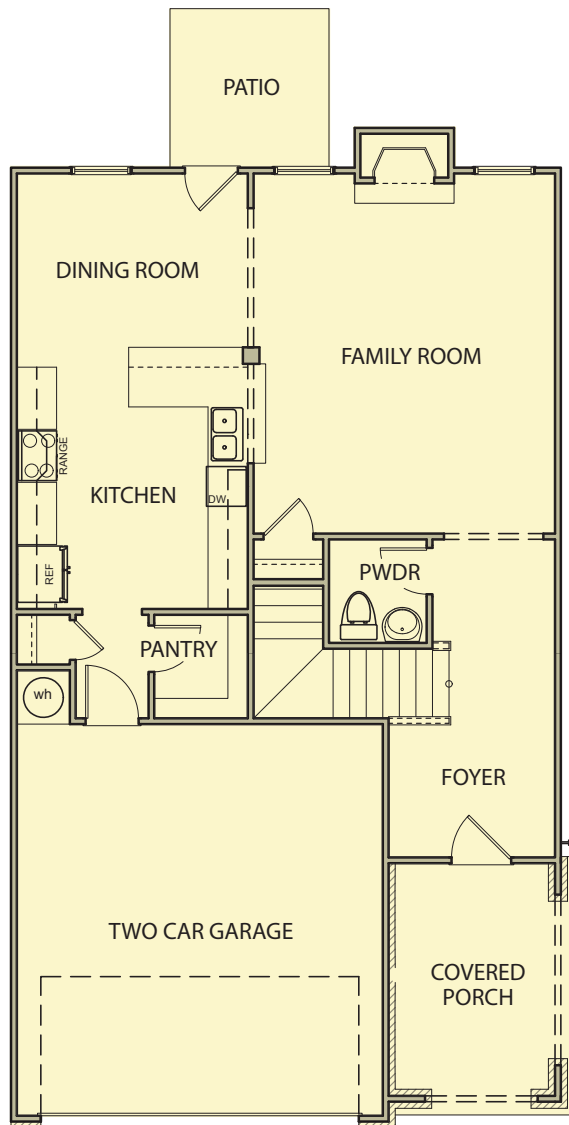 PATIO
DINING ROOM
FAMILY ROOM
RANGE
KITCHEN
DW
REF
PWDR
PANTRY
wh
FOYER
TWO CAR GARAGE
COVERED
PORCH